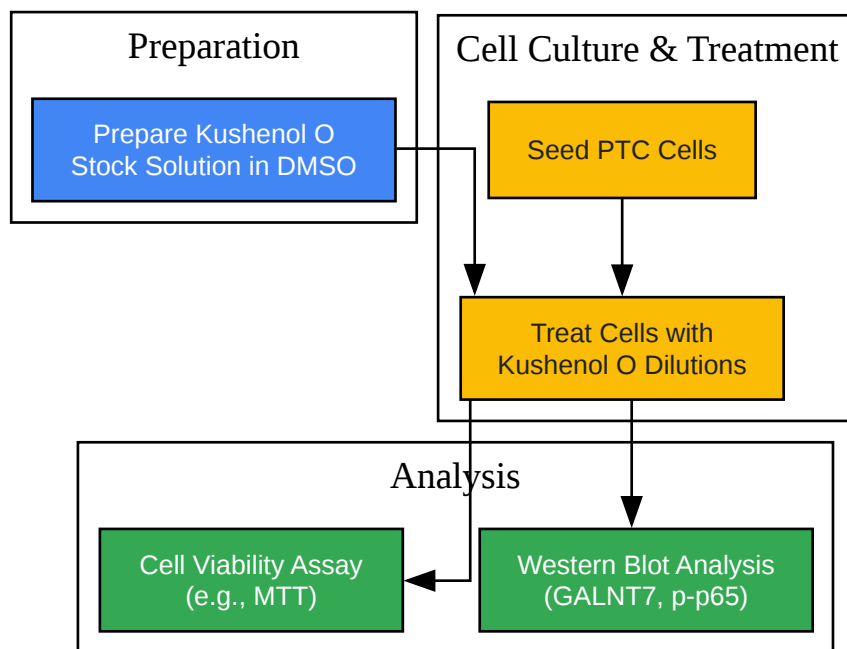 Preparation
Prepare Kushenol O
Stock Solution in DMSO
Cell Culture & Treatment
Seed PTC Cells
Treat Cells with
Kushenol O Dilutions
Analysis
Cell Viability Assay
(e.g., MTT)
Western Blot Analysis
(GALNT7, p-p65)